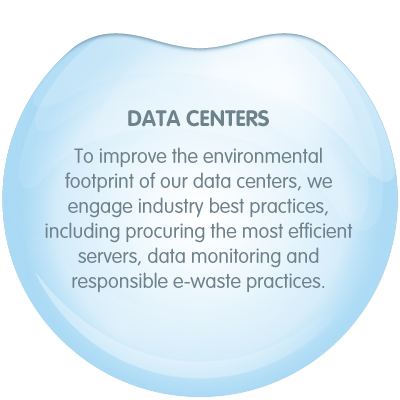 DATA CENTERS
To improve the environmental
footprint of our data centers, we
engage industry best practices,
including procuring the most efficient
servers, data monitoring and
responsible e-waste practices.